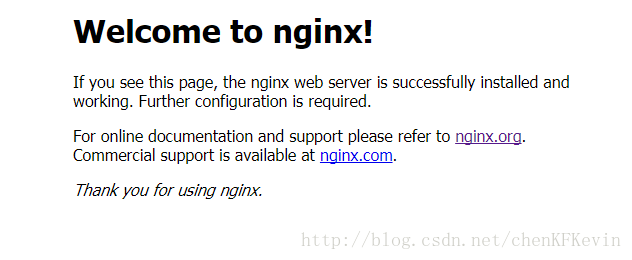 Welcome to nginx!
If you see this page, the nginx web server is successfully installed and
working. Further configuration is required.
For online documentation and support please refer to nginx.org.
Commercial support is available at nginx.com.
Thank you for using nginx.
http://blog.csdn.net/chenKFKevin